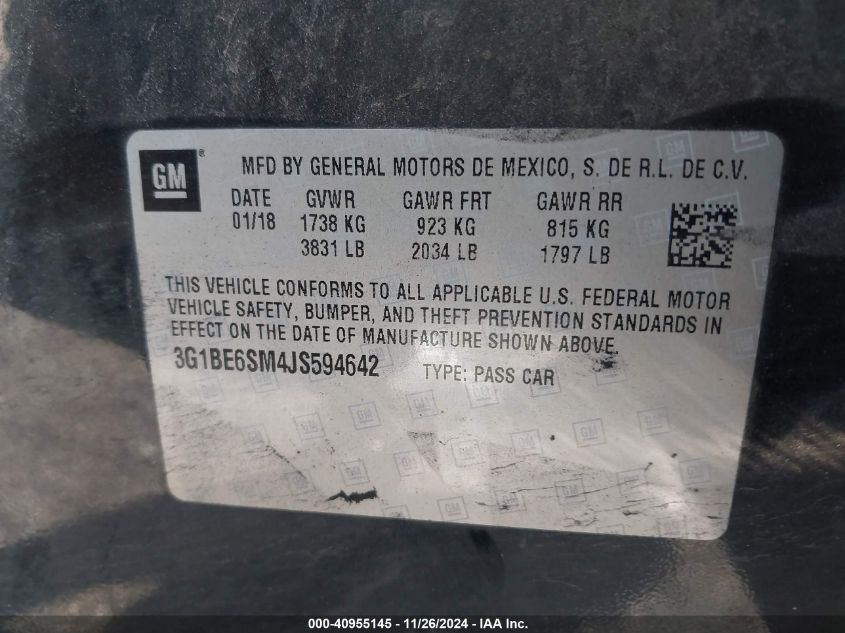 GM® MFD BY GENERAL MOTORS DE MEXICO, S. DE R.L. DE C.V.
DATE GVWR GAWR FRT GAWR RR
01/18 1738 KG 923 KG 815 KG
3831 LB 2034 LB 1797 LB
THIS VEHICLE CONFORMS TO ALL APPLICABLE U.S. FEDERAL MOTOR
VEHICLE SAFETY, BUMPER, AND THEFT PREVENTION STANDARDS IN
EFFECT ON THE DATE OF MANUFACTURE SHOWN ABOVE.
3G1BE6SM4JS594642 TYPE: PASS CAR
000-40955145 - 11/26/2024 - IAA Inc.